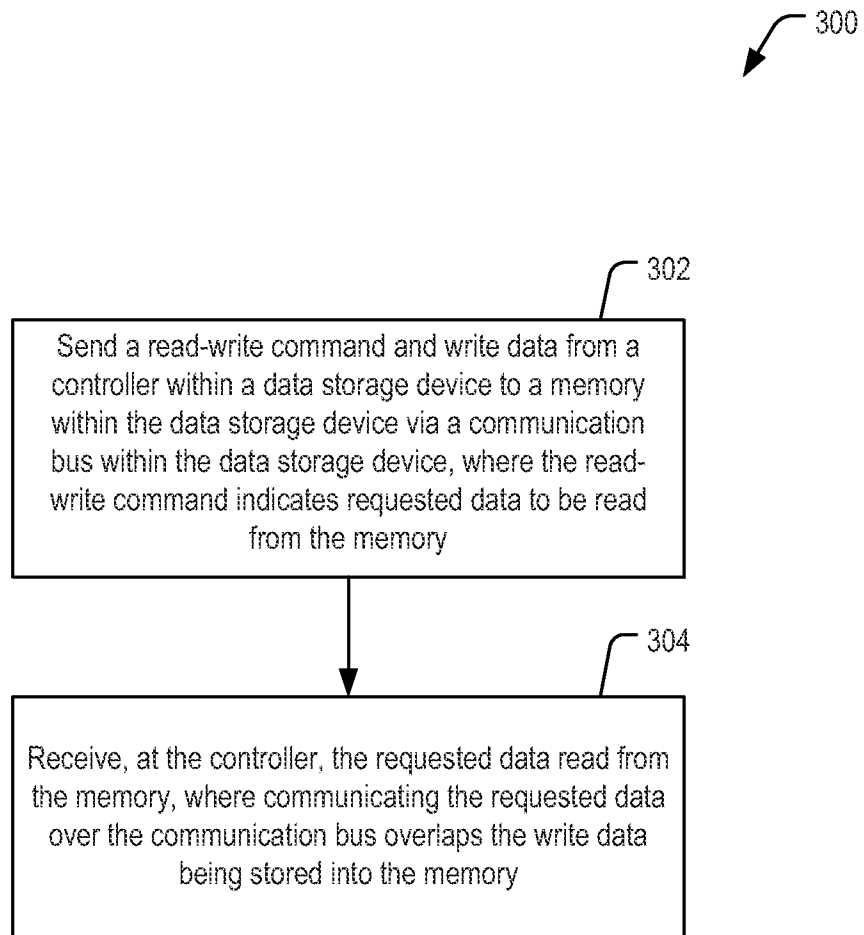 300
302
Send a read-write command and write data from a
controller within a data storage device to a memory
within the data storage device via a communication
bus within the data storage device, where the read-
write command indicates requested data to be read
from the memory
304
Receive, at the controller, the requested data read from
the memory, where communicating the requested data
over the communication bus overlaps the write data
being stored into the memory